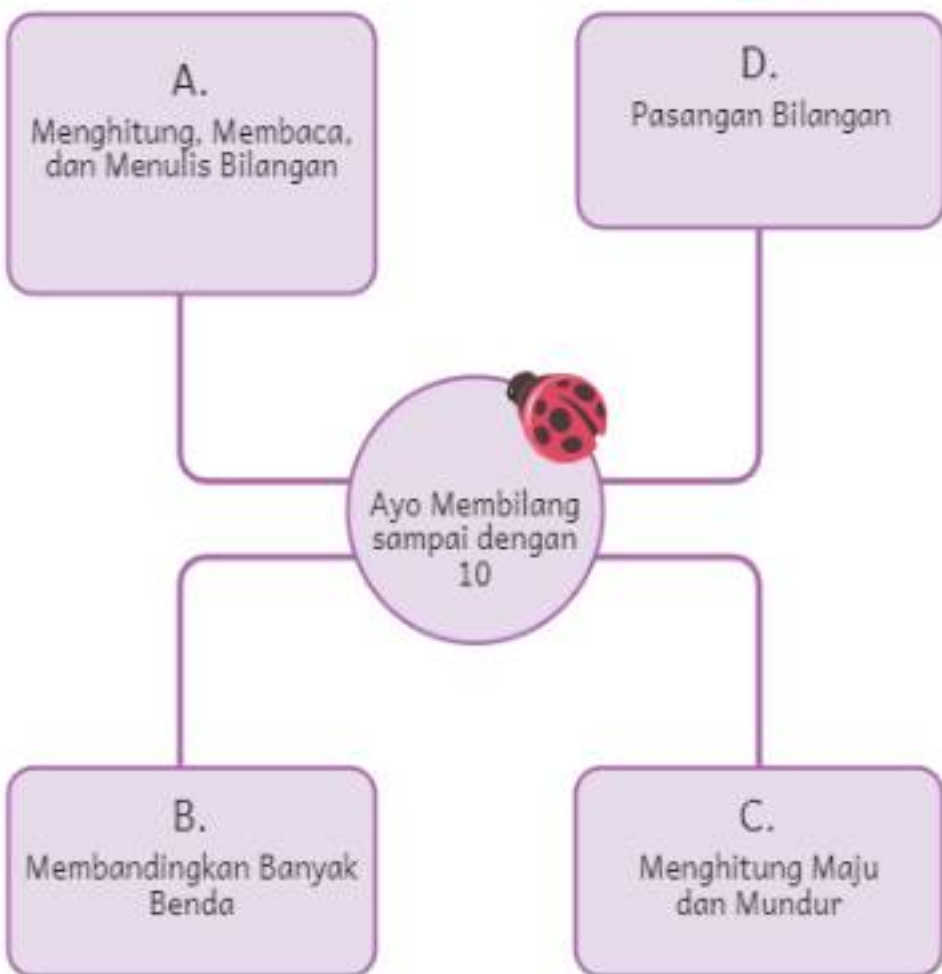 A.
Menghitung, Membaca,
dan Menulis Bilangan
D.
Pasangan Bilangan
Ayo Membilang
sampai dengan
10
B.
Membandingkan Banyak
Benda
C.
Menghitung Maju
dan Mundur